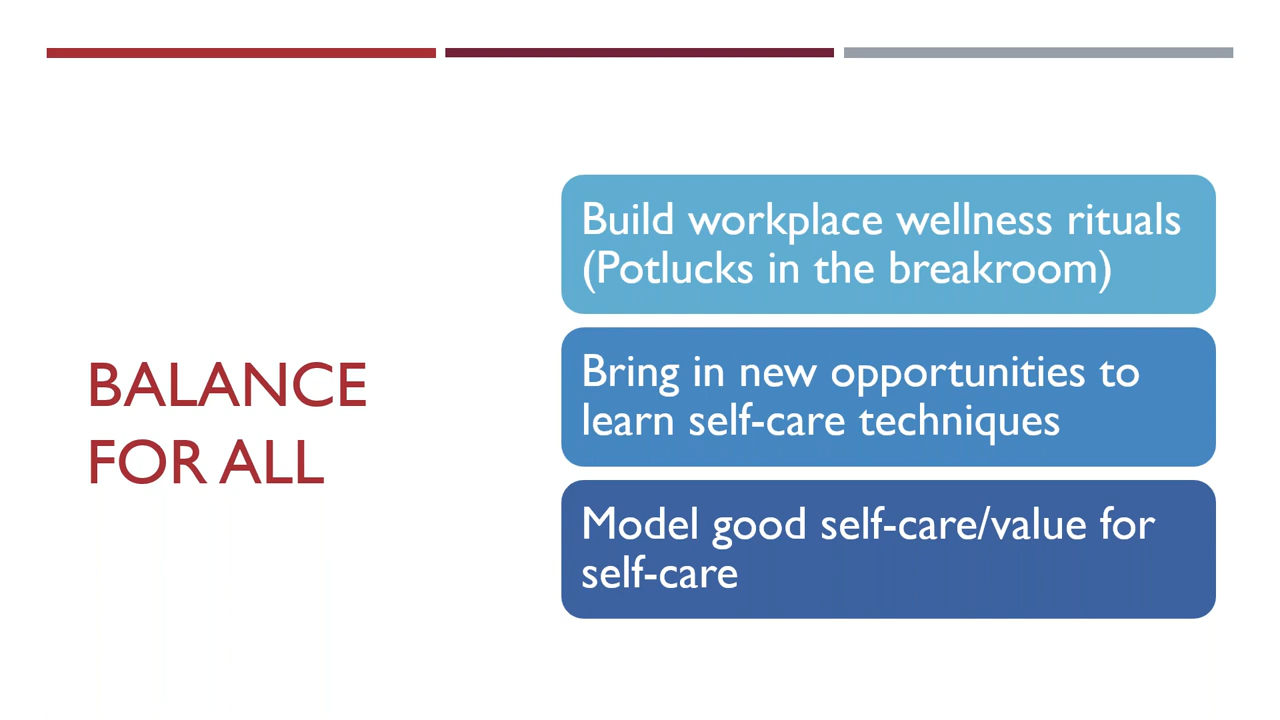 BALANCE
FOR ALL
Build workplace wellness rituals
(Potlucks in the breakroom)
Bring in new opportunities to
learn self-care techniques
Model good self-care/value for
self-care